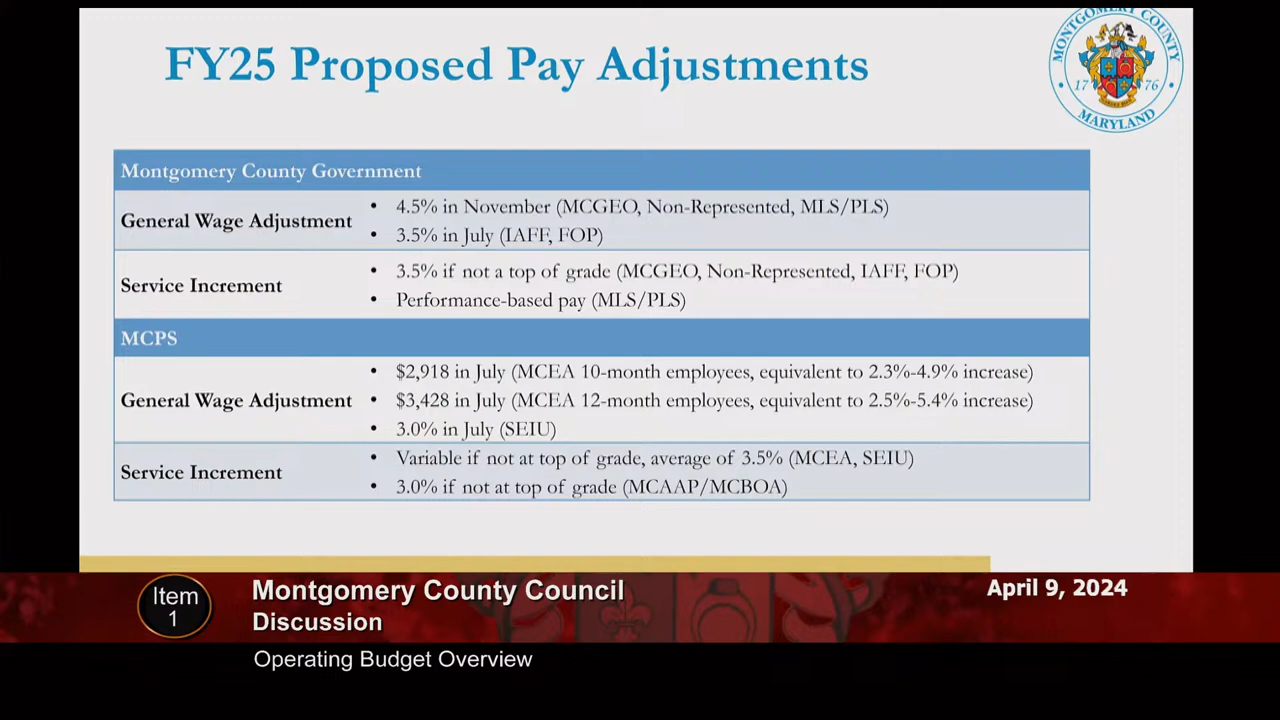 FY25 Proposed Pay Adjustments
MONTGOMERY COUNTY
17 76
MARYLAND
Montgomery County Government
General Wage Adjustment
• 4.5% in November (MCGEO, Non-Represented, MLS/PLS)
• 3.5% in July (IAFF, FOP)
Service Increment
• 3.5% if not a top of grade (MCGEO, Non-Represented, IAFF, FOP)
• Performance-based pay (MLS/PLS)
MCPS
General Wage Adjustment
• $2,918 in July (MCEA 10-month employees, equivalent to 2.3%-4.9% increase)
• $3,428 in July (MCEA 12-month employees, equivalent to 2.5%-5.4% increase)
• 3.0% in July (SEIU)
Service Increment
• Variable if not at top of grade, average of 3.5% (MCEA, SEIU)
• 3.0% if not at top of grade (MCAAP/MCBOA)
Item
1
Montgomery County Council
Discussion
April 9, 2024
Operating Budget Overview